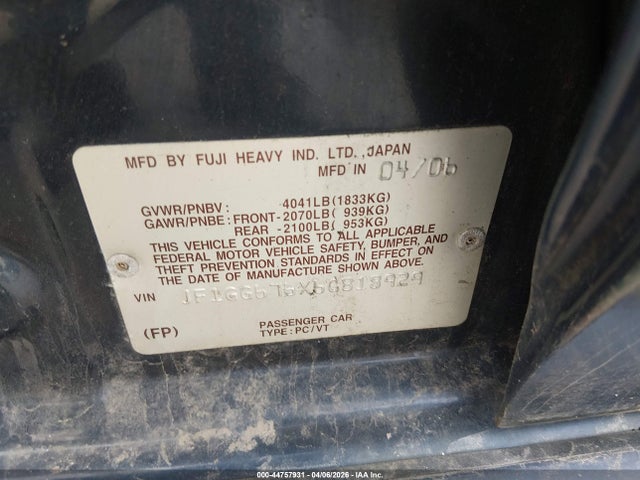 MFD BY FUJI HEAVY IND. LTD., JAPAN
MFD IN 04/06
GVWR/PNBV: 4041LB(1833KG)
GAWR/PNBE:FRONT-2070LB( 939KG)
REAR -2100LB( 953KG)
THIS VEHICLE CONFORMS TO ALL APPLICABLE
FEDERAL MOTOR VEHICLE SAFETY, BUMPER, AND
THEFT PREVENTION STANDARDS IN EFFECT ON
THE DATE OF MANUFACTURE SHOWN ABOVE.
VIN
PASSENGER CAR
(FP) TYPE:PC/VT
000-44757931 - 04/06/2026 - IAAI.COM